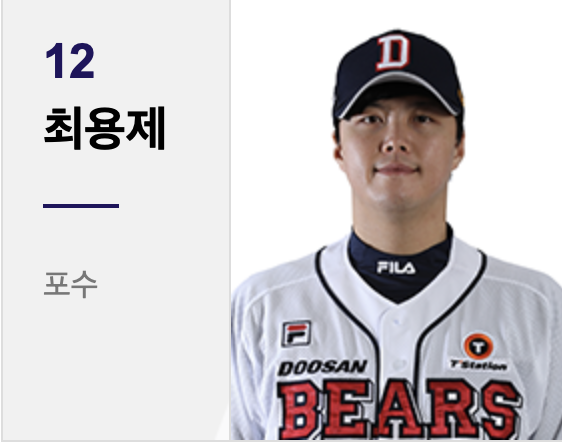 12
최용제
포수
D
FILA
F
DOOSAN
T
T'Station
BEARS